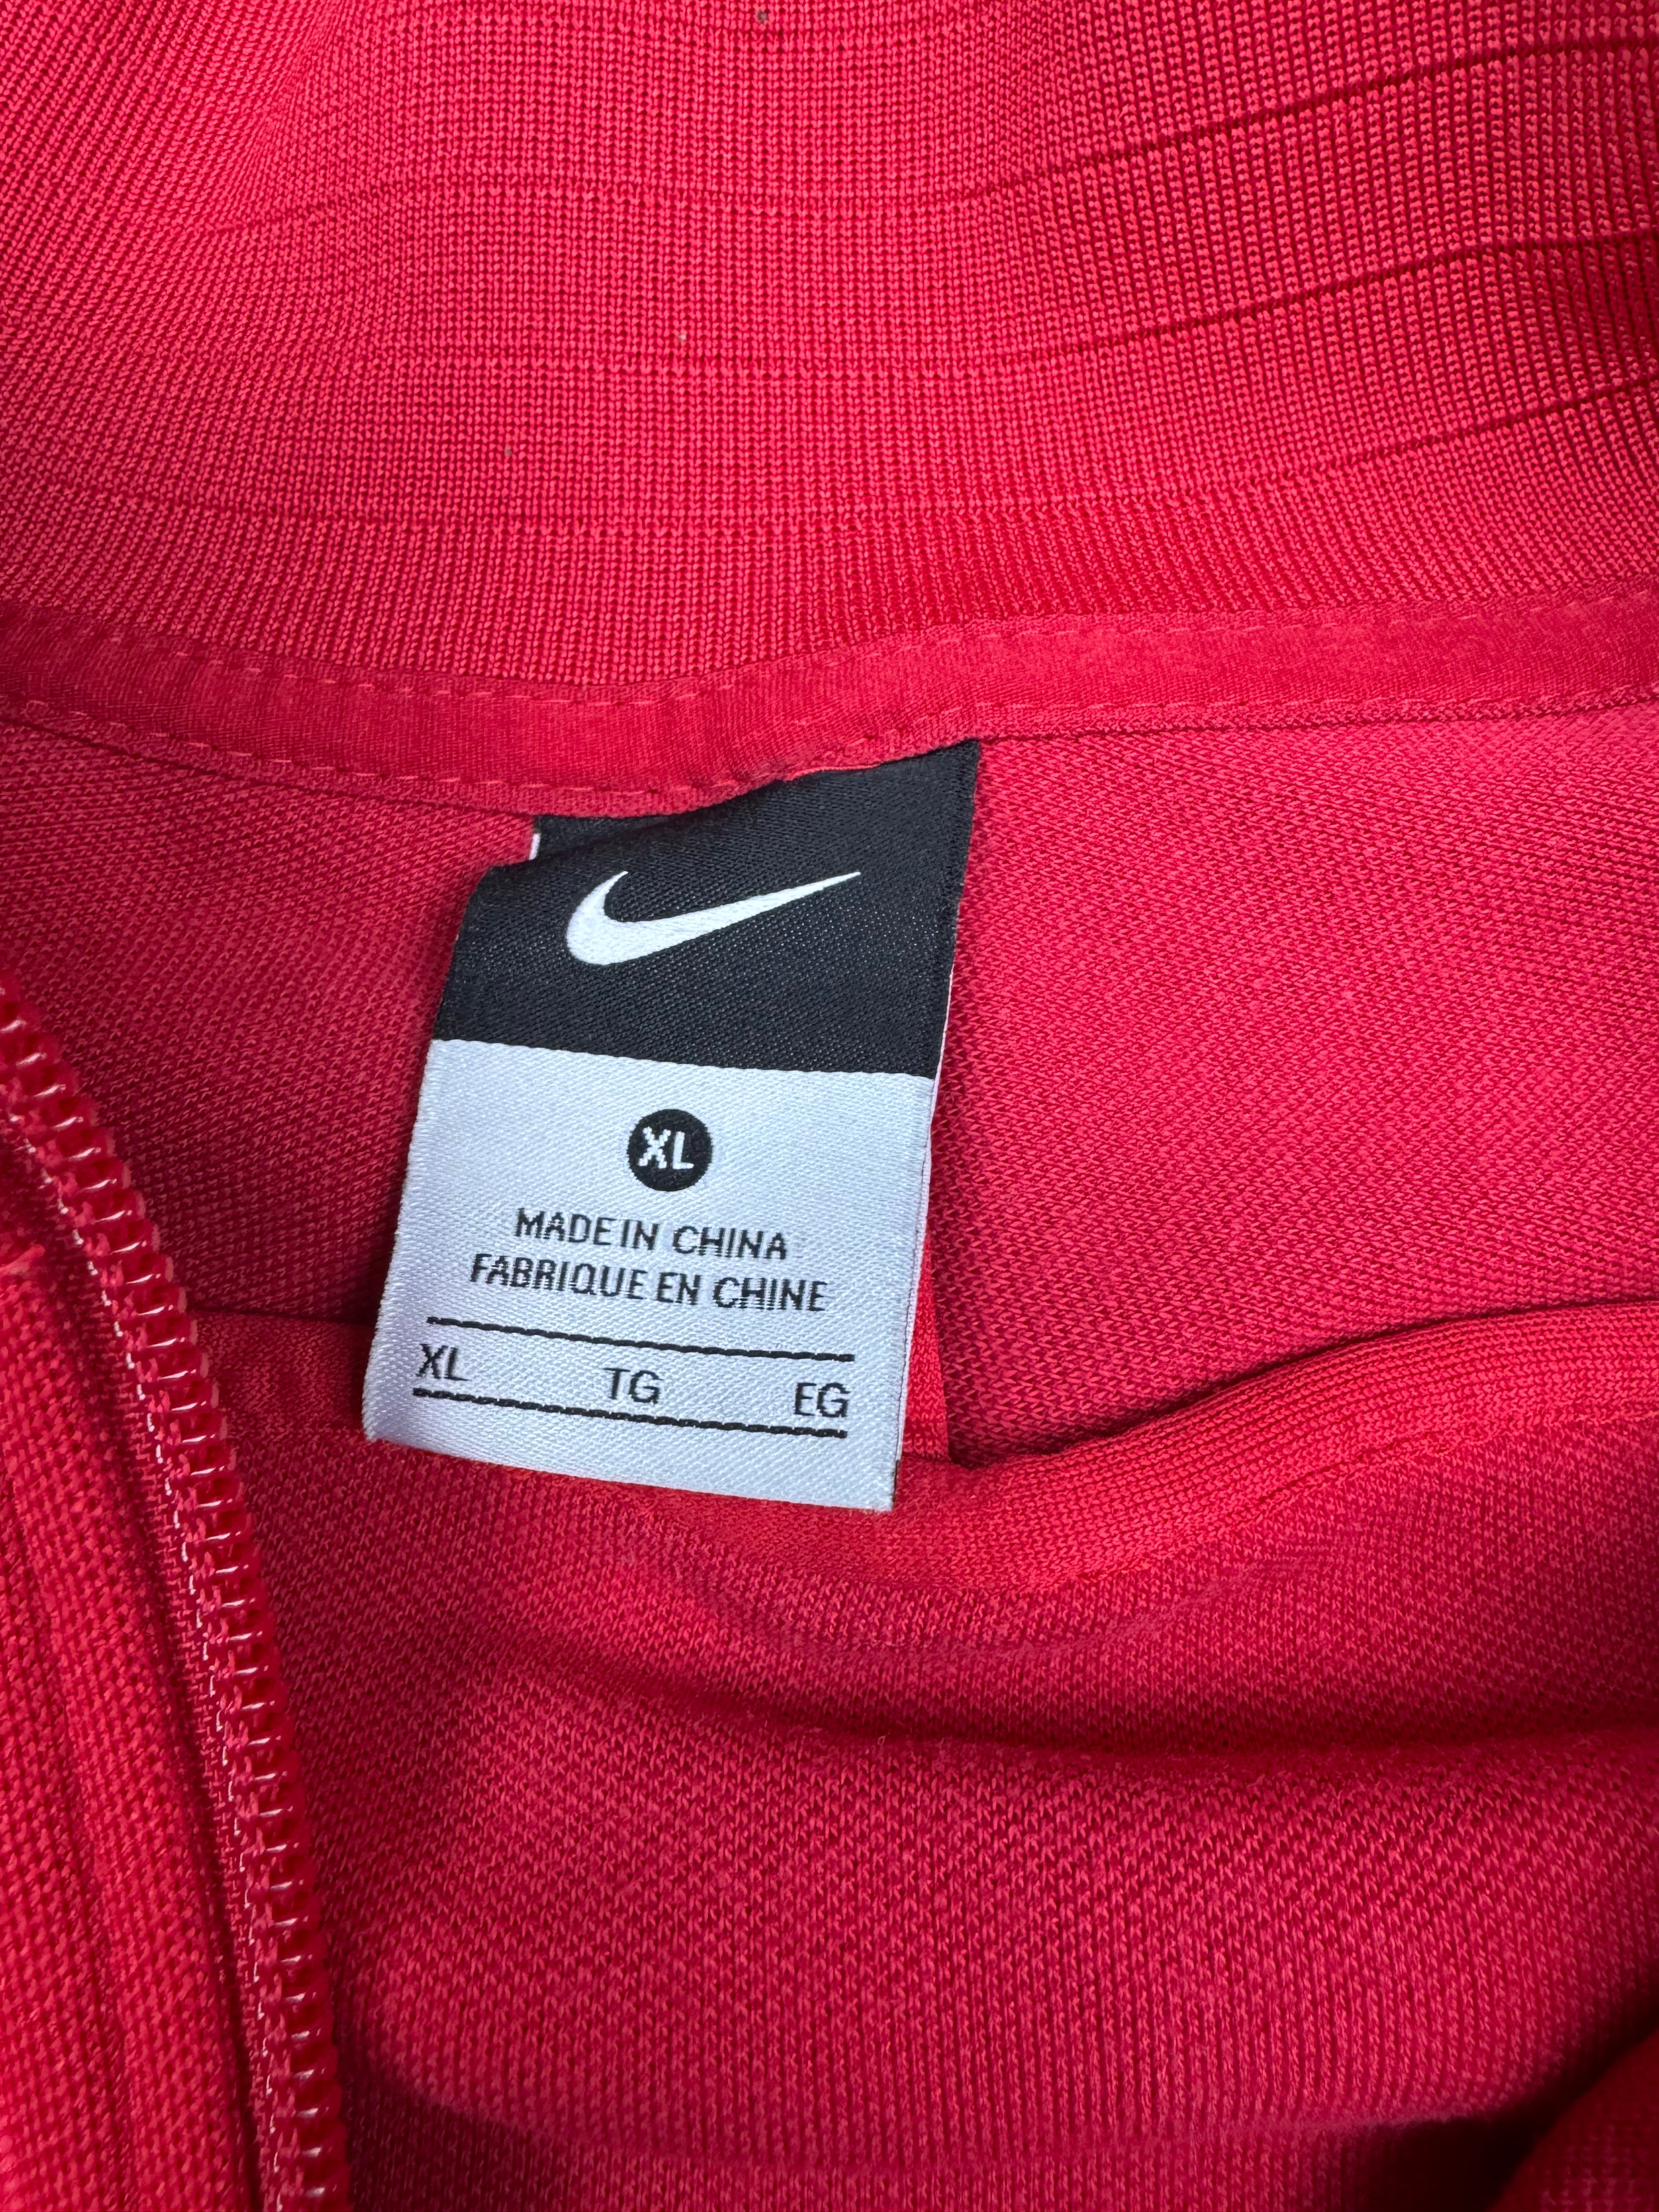 XL
MADE IN CHINA
FABRIQUE EN CHINE
XL TG EG